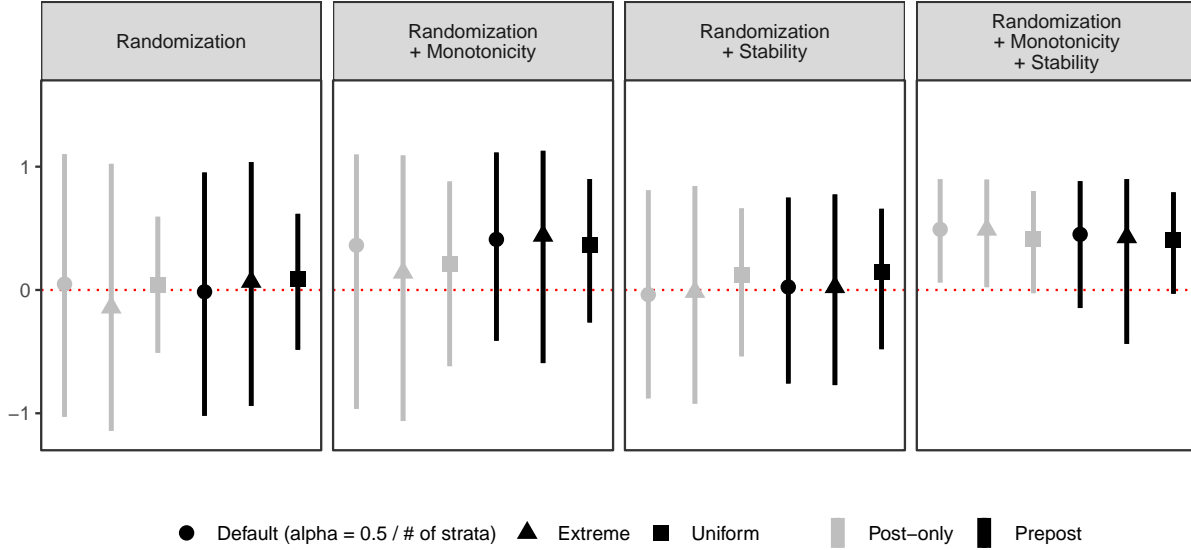 Randomization
Randomization
+ Monotonicity
Randomization
+ Stability
Randomization
+ Monotonicity
+ Stability
1
0
−1
Default (alpha = 0.5 / # of strata)
Extreme
Uniform
Post−only
Prepost